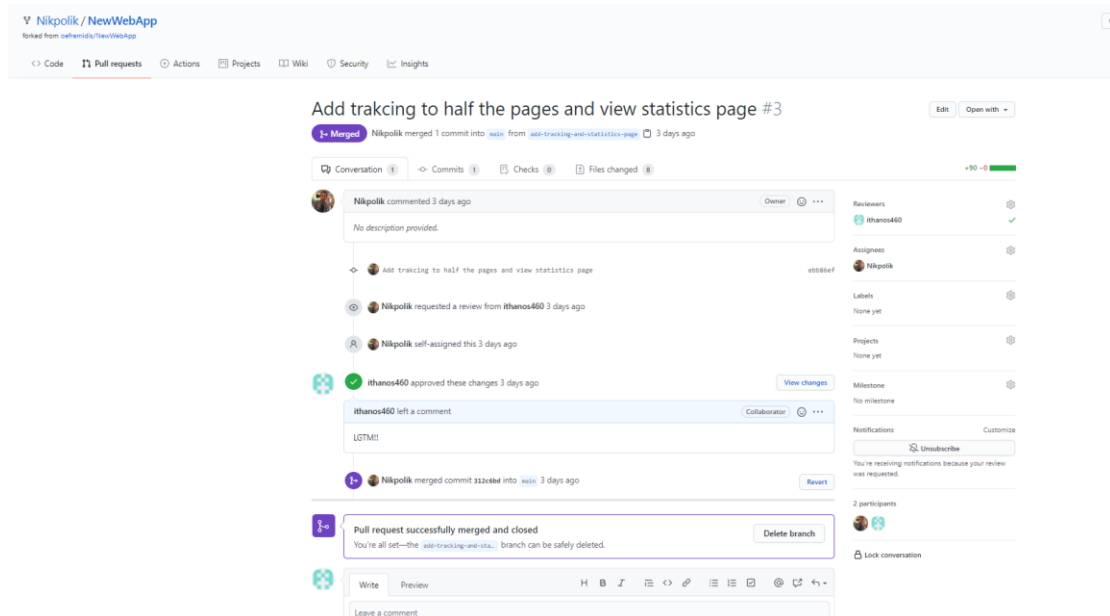 Nikpolik / NewWebApp
forked from oefremidis/NewWebApp
Code Pull requests Actions Projects Wiki Security Insights
Add trakcing to half the pages and view statistics page #3
Edit Open with
Merged Nikpolik merged 1 commit into main from add-tracking-and-statistics-page 3 days ago
Conversation 1 Commits 1 Checks 0 Files changed 8
+90 −0
Nikpolik commented 3 days ago Owner
No description provided.
Add trakcing to half the pages and view statistics page ebb86ef
Nikpolik requested a review from ithanos460 3 days ago
Nikpolik self-assigned this 3 days ago
ithanos460 approved these changes 3 days ago View changes
ithanos460 left a comment Collaborator
LGTM!!
Nikpolik merged commit 312c6bd into main 3 days ago Revert
Pull request successfully merged and closed
You're all set—the add-tracking-and-sta… branch can be safely deleted.
Delete branch
Write Preview
H B I
Leave a comment
Reviewers
ithanos460
Assignees
Nikpolik
Labels
None yet
Projects
None yet
Milestone
No milestone
Notifications Customize
Unsubscribe
You're receiving notifications because your review
was requested.
2 participants
Lock conversation